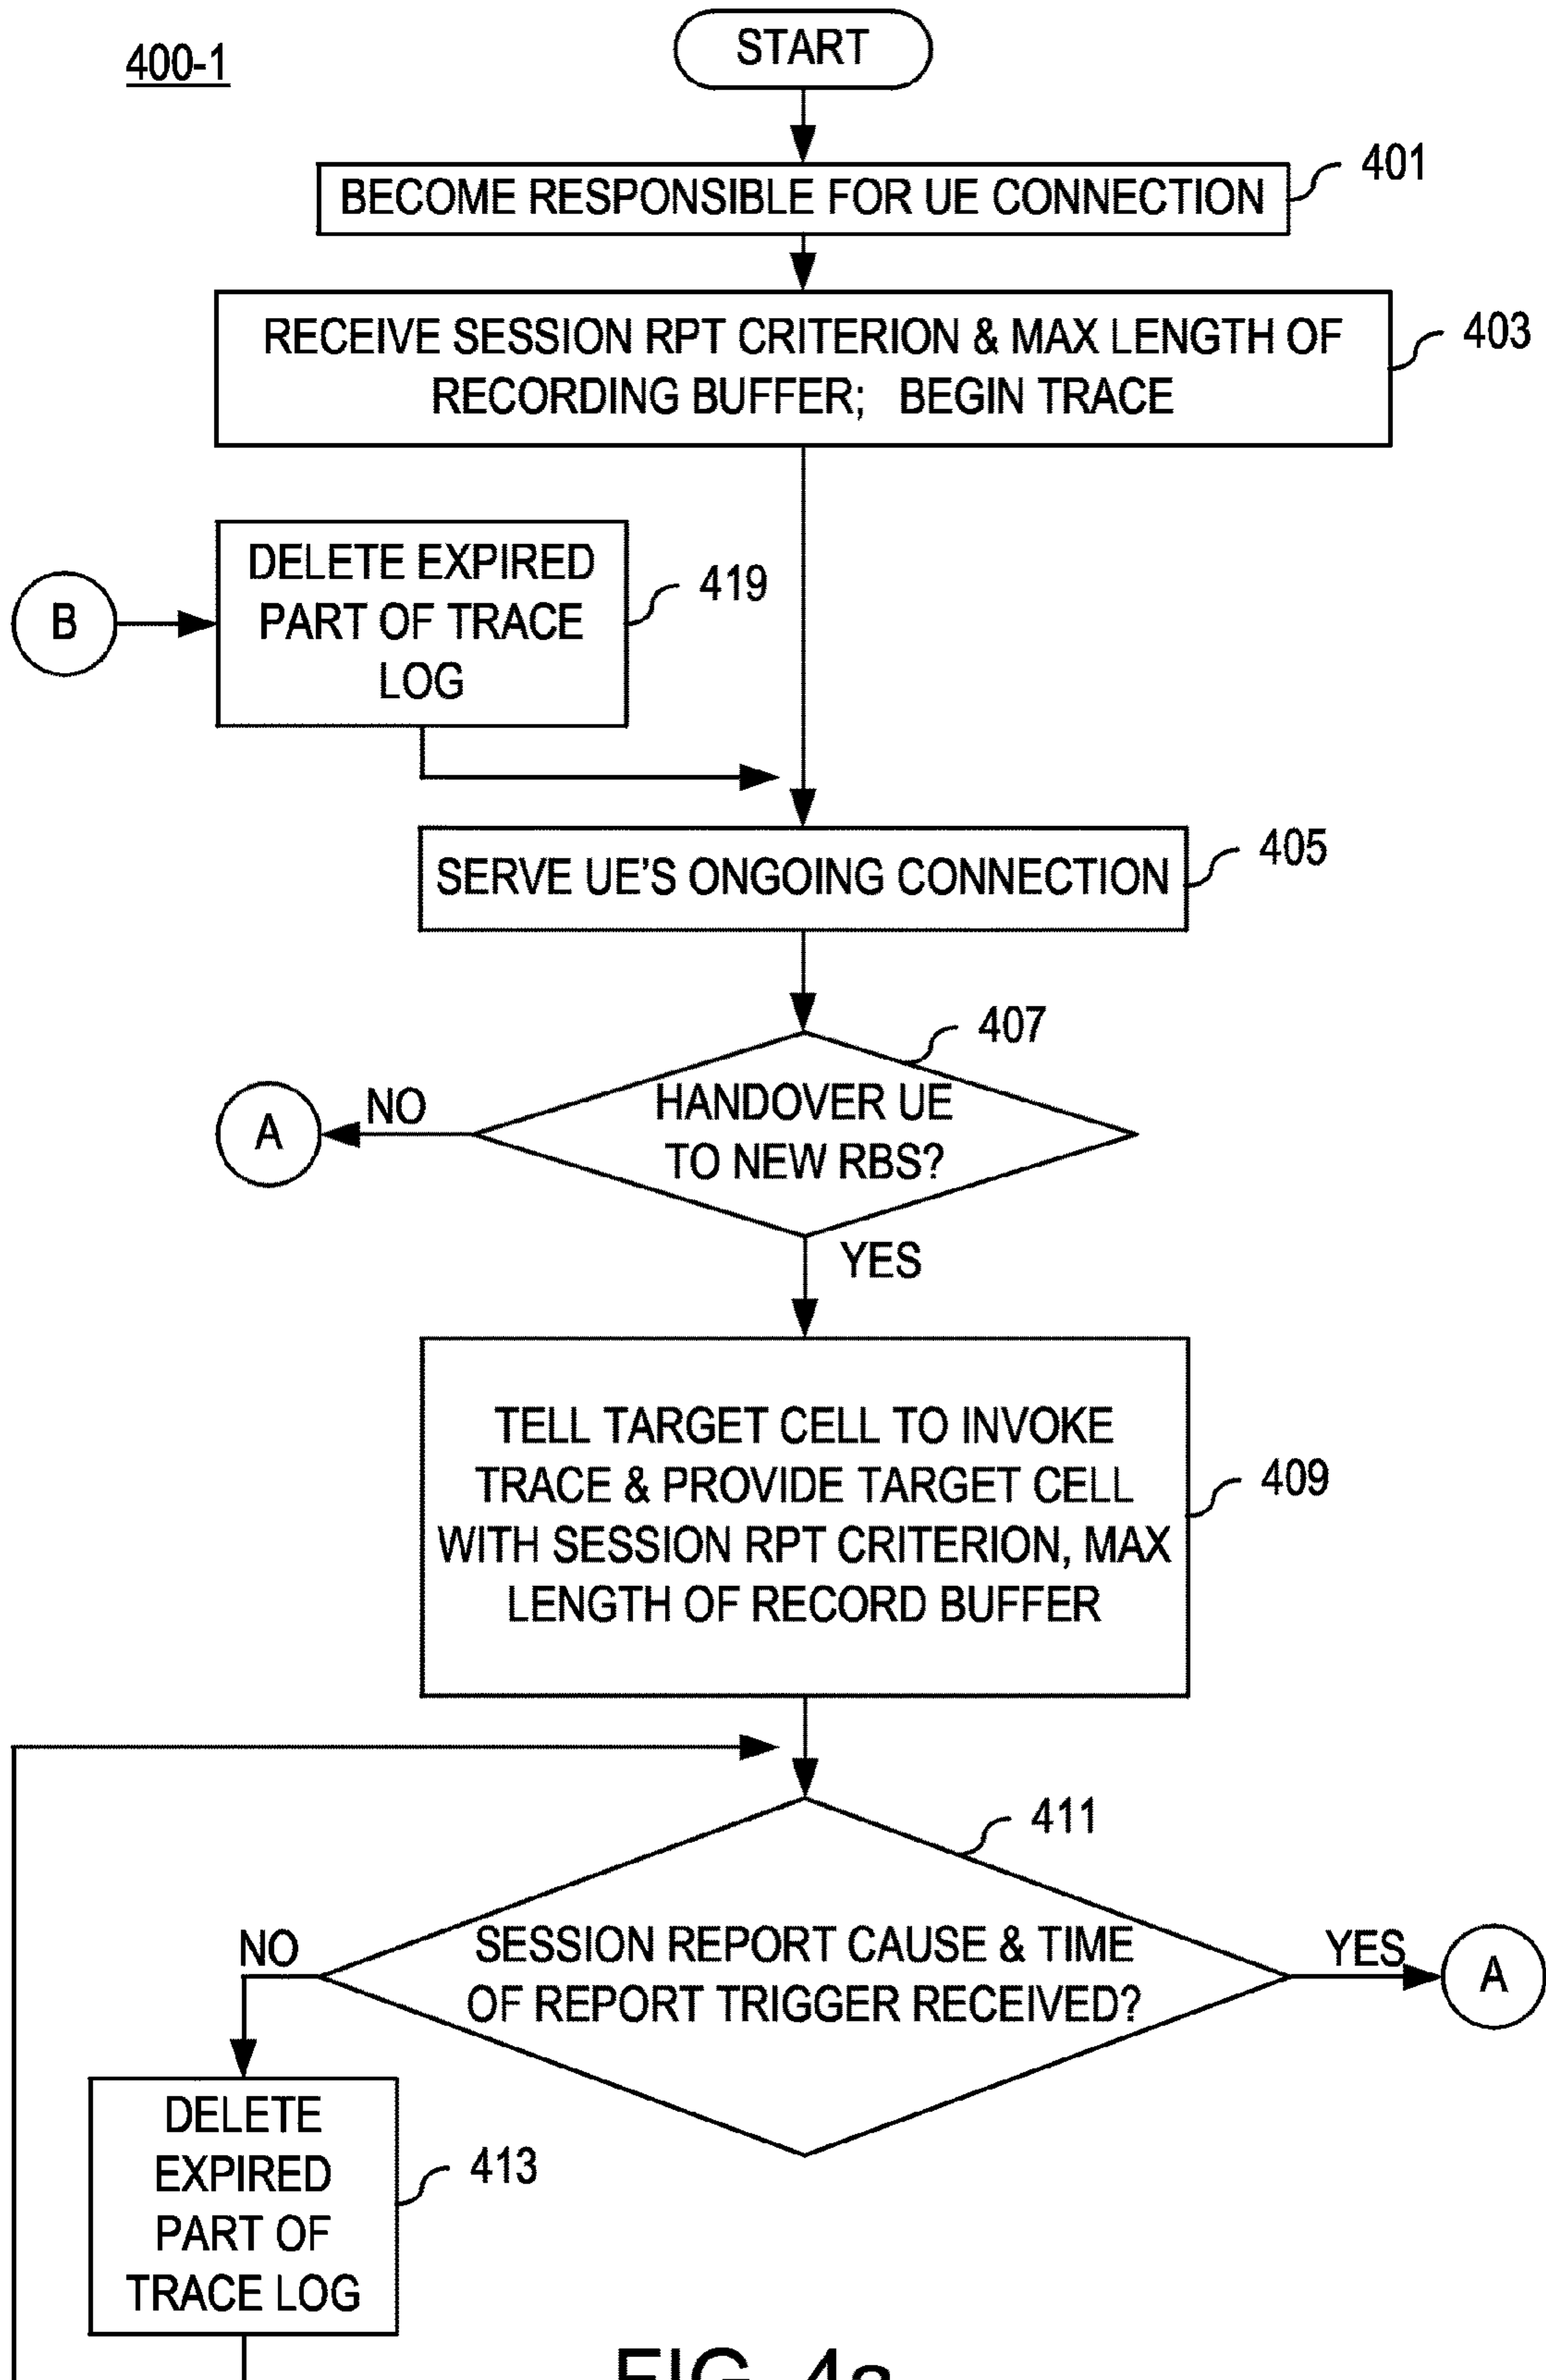 400-1
START
BECOME RESPONSIBLE FOR UE CONNECTION
401
RECEIVE SESSION RPT CRITERION & MAX LENGTH OF
RECORDING BUFFER; BEGIN TRACE
403
DELETE EXPIRED
PART OF TRACE
LOG
419
B
SERVE UE'S ONGOING CONNECTION
405
407
HANDOVER UE
TO NEW RBS?
NO
A
YES
TELL TARGET CELL TO INVOKE
TRACE & PROVIDE TARGET CELL
WITH SESSION RPT CRITERION, MAX
LENGTH OF RECORD BUFFER
409
411
SESSION REPORT CAUSE & TIME
OF REPORT TRIGGER RECEIVED?
NO
YES
A
DELETE
EXPIRED
PART OF
TRACE LOG
413
FIG. 4a